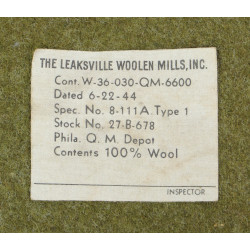 THE LEAKSVILLE WOOLEN MILLS, INC.
Cont. W-36-030-QM-6600
Dated 6-22-44
Spec. No. 8-111A. Type 1
Stock No. 27-B-678
Phila. Q. M. Depot
Contents 100% Wool
INSPECTOR